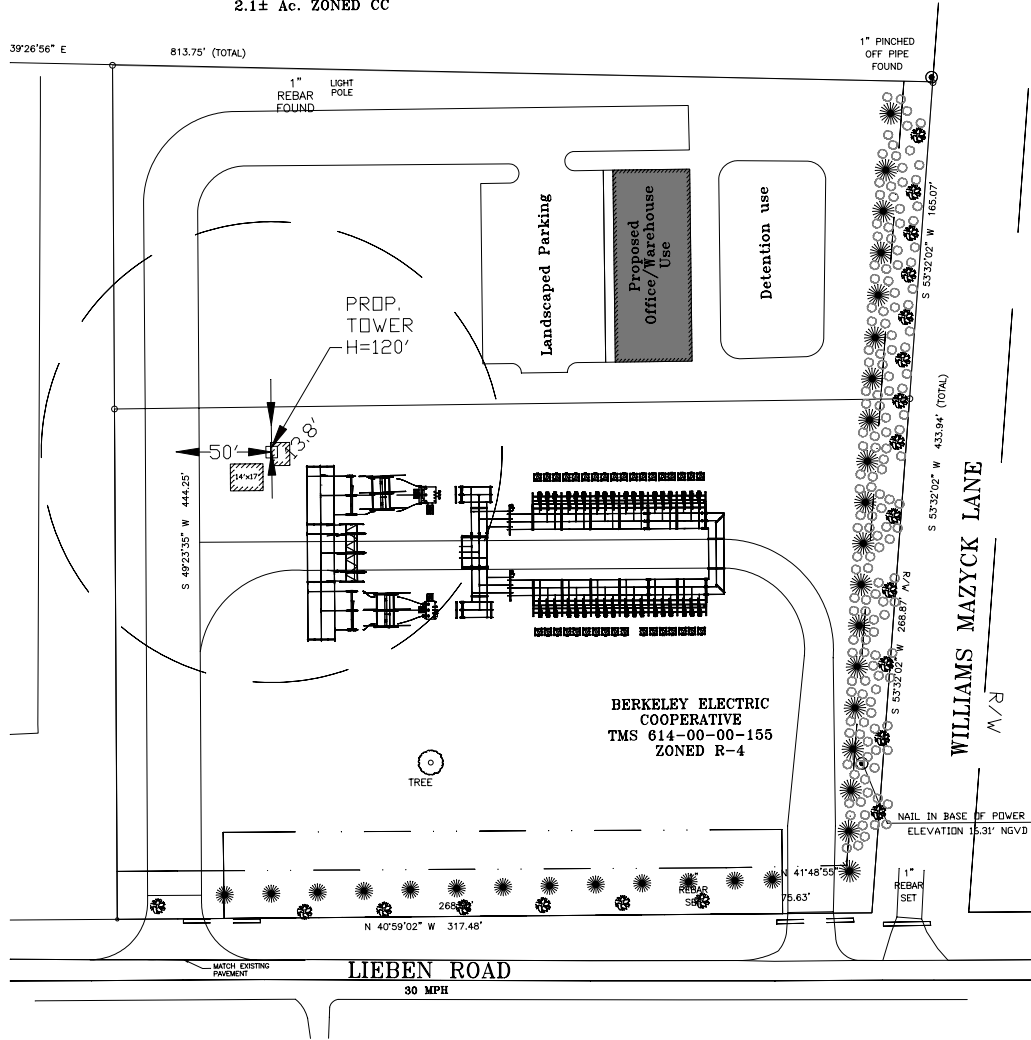 2.1± Ac. ZONED CC
39°26'56" E
813.75' (TOTAL)
1" PINCHED
OFF PIPE
FOUND
1"
REBAR
FOUND
LIGHT
POLE
Landscaped Parking
Proposed
Office/Warehouse
Use
Detention use
S 53°32'02" W 165.07'
PROP.
TOWER
H=120'
50'
13.8'
14'x17'
S 49°23'35" W 444.25'
S 53°32'02" W 433.94' (TOTAL)
R/W
S 53°32'02" W 268.87'
WILLIAMS MAZYCK LANE
R/W
BERKELEY ELECTRIC
COOPERATIVE
TMS 614-00-00-155
ZONED R-4
TREE
NAIL IN BASE OF POWER
ELEVATION 15.31' NGVD
N 41°48'55"
75.63'
1"
REBAR
SET
REBAR
SET
N 40°59'02" W 317.48'
MATCH EXISTING
PAVEMENT
LIEBEN ROAD
30 MPH